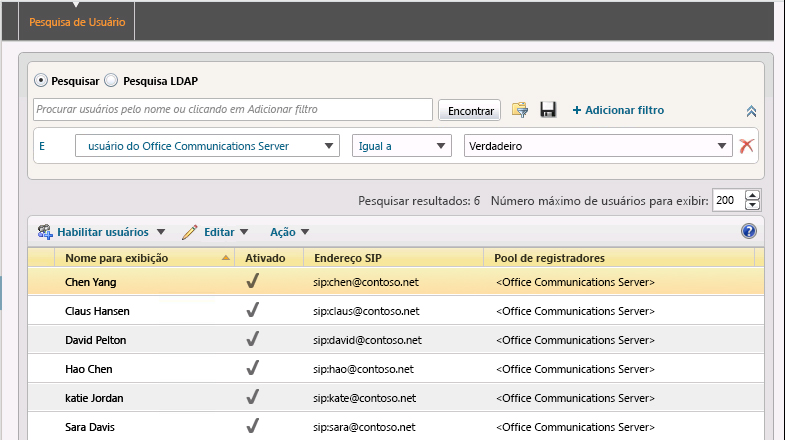 Pesquisa de Usuário
Pesquisar Pesquisa LDAP
Procurar usuários pelo nome ou clicando em Adicionar filtro Encontrar + Adicionar filtro
E usuário do Office Communications Server Igual a Verdadeiro
Pesquisar resultados: 6 Número máximo de usuários para exibir: 200
Habilitar usuários Editar Ação
Nome para exibição Ativado Endereço SIP Pool de registradores
Chen Yang sip:chen@contoso.net <Office Communications Server>
Claus Hansen sip:claus@contoso.net <Office Communications Server>
David Pelton sip:david@contoso.net <Office Communications Server>
Hao Chen sip:hao@contoso.net <Office Communications Server>
katie Jordan sip:kate@contoso.net <Office Communications Server>
Sara Davis sip:sara@contoso.net <Office Communications Server>